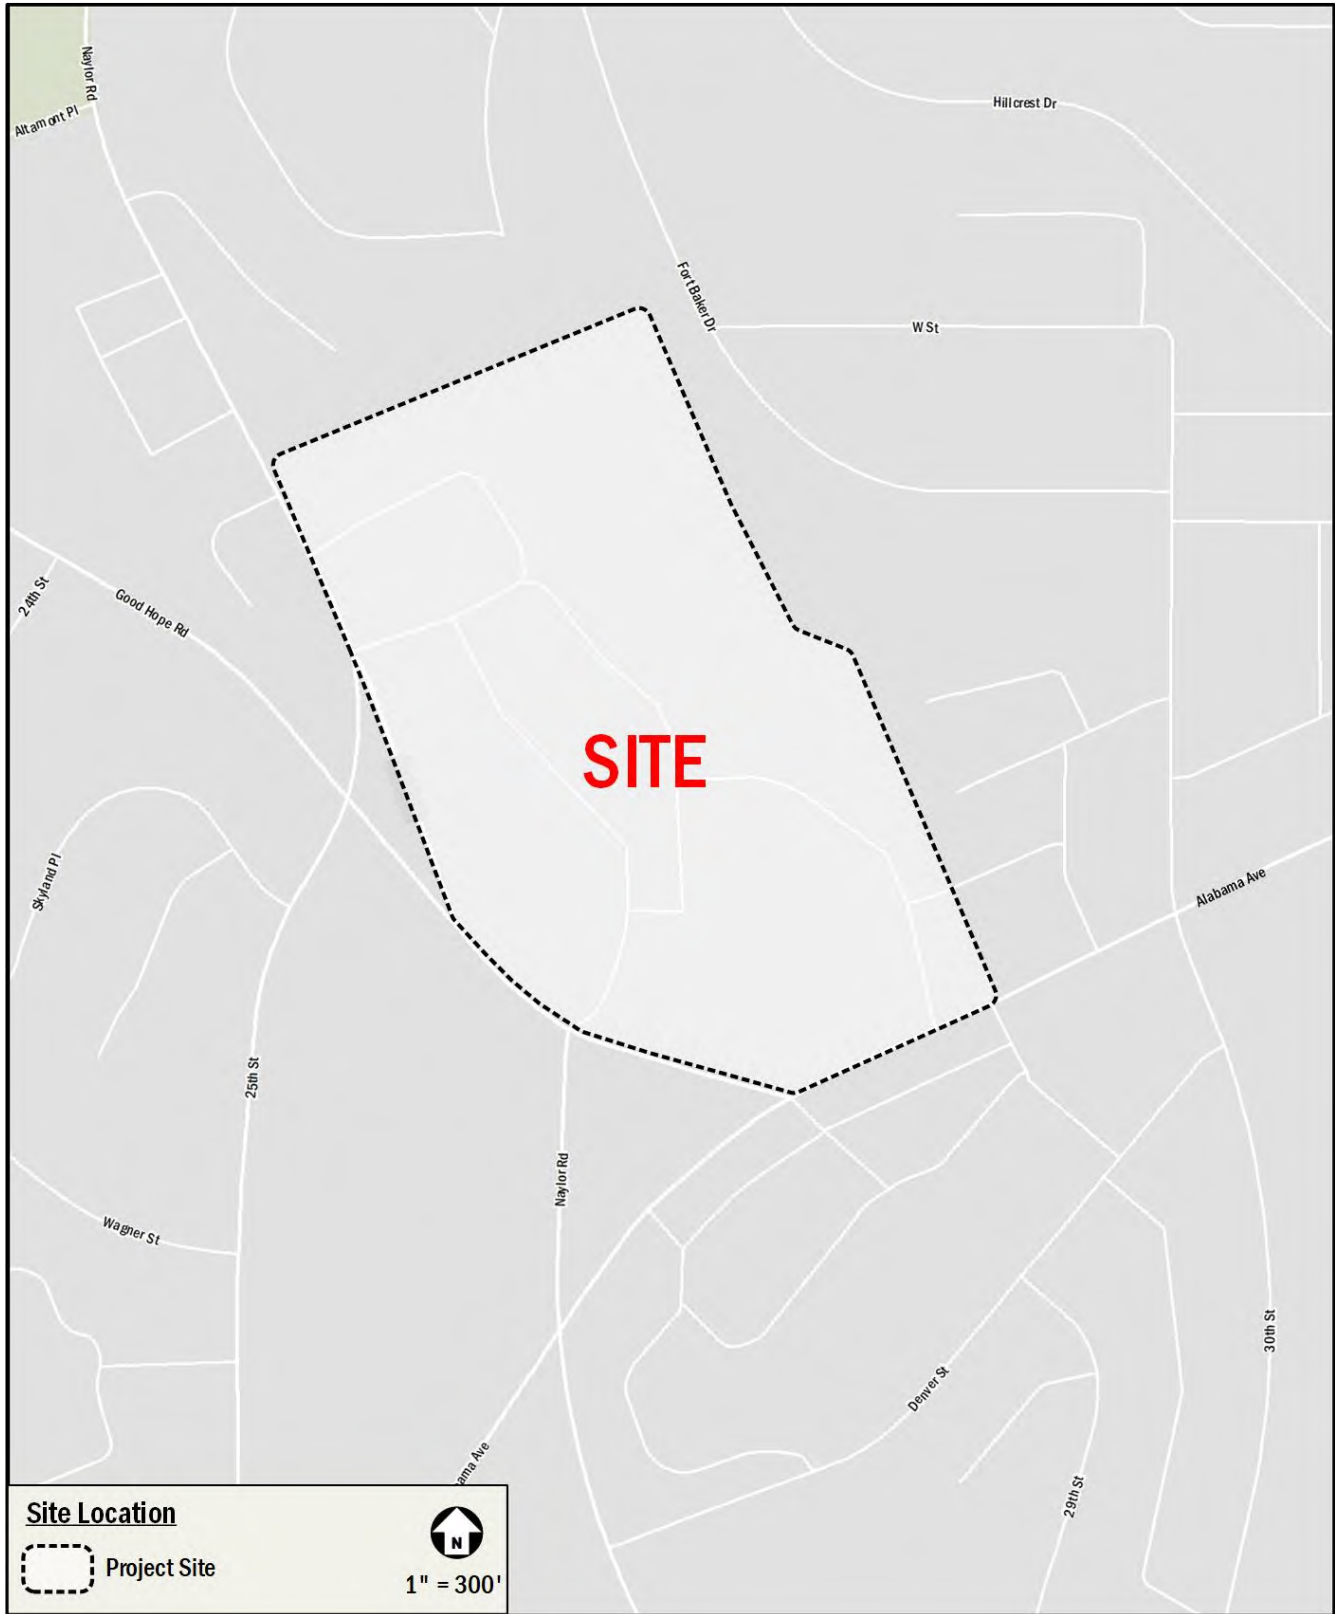 Naylor Rd
Altamont Pl
Hillcrest Dr
Fort Baker Dr
W St
24th St
Good Hope Rd
SITE
Skyland Pl
Alabama Ave
25th St
Naylor Rd
Wagner St
30th St
Denver St
bama Ave
29th St
Site Location
Project Site
N
1" = 300'